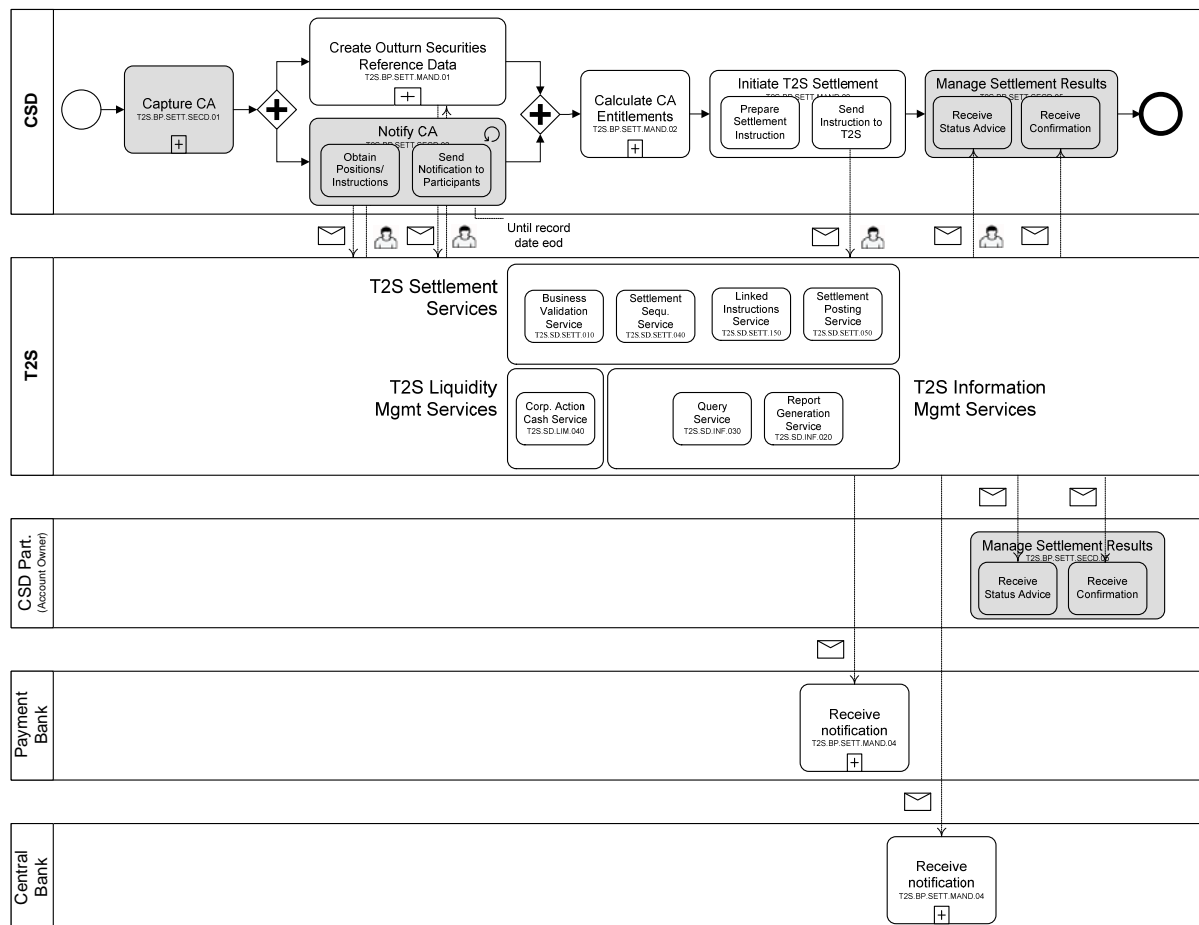 CSD
Capture CA
T2S.BP.SETT.SECD.01
Create Outturn Securities
Reference Data
T2S.BP.SETT.MAND.01
Notify CA
Obtain
Positions/
Instructions
Send
Notification to
Participants
Until record
date eod
Calculate CA
Entitlements
T2S.BP.SETT.MAND.02
Initiate T2S Settlement
Prepare
Settlement
Instruction
Send
Instruction to
T2S
Manage Settlement Results
Receive
Status Advice
Receive
Confirmation
T2S
T2S Settlement
Services
Business
Validation
Service
T2S.SD.SETT.010
Settlement
Sequ.
Service
T2S.SD.SETT.040
Linked
Instructions
Service
T2S.SD.SETT.150
Settlement
Posting
Service
T2S.SD.SETT.050
T2S Liquidity
Mgmt Services
Corp. Action
Cash Service
T2S.SD.LIM.040
Query
Service
T2S.SD.INF.030
Report
Generation
Service
T2S.SD.INF.020
T2S Information
Mgmt Services
CSD Part.
(Account Owner)
Manage Settlement Results
Receive
Status Advice
Receive
Confirmation
Payment
Bank
Receive
notification
T2S.BP.SETT.MAND.04
Central
Bank
Receive
notification
T2S.BP.SETT.MAND.04